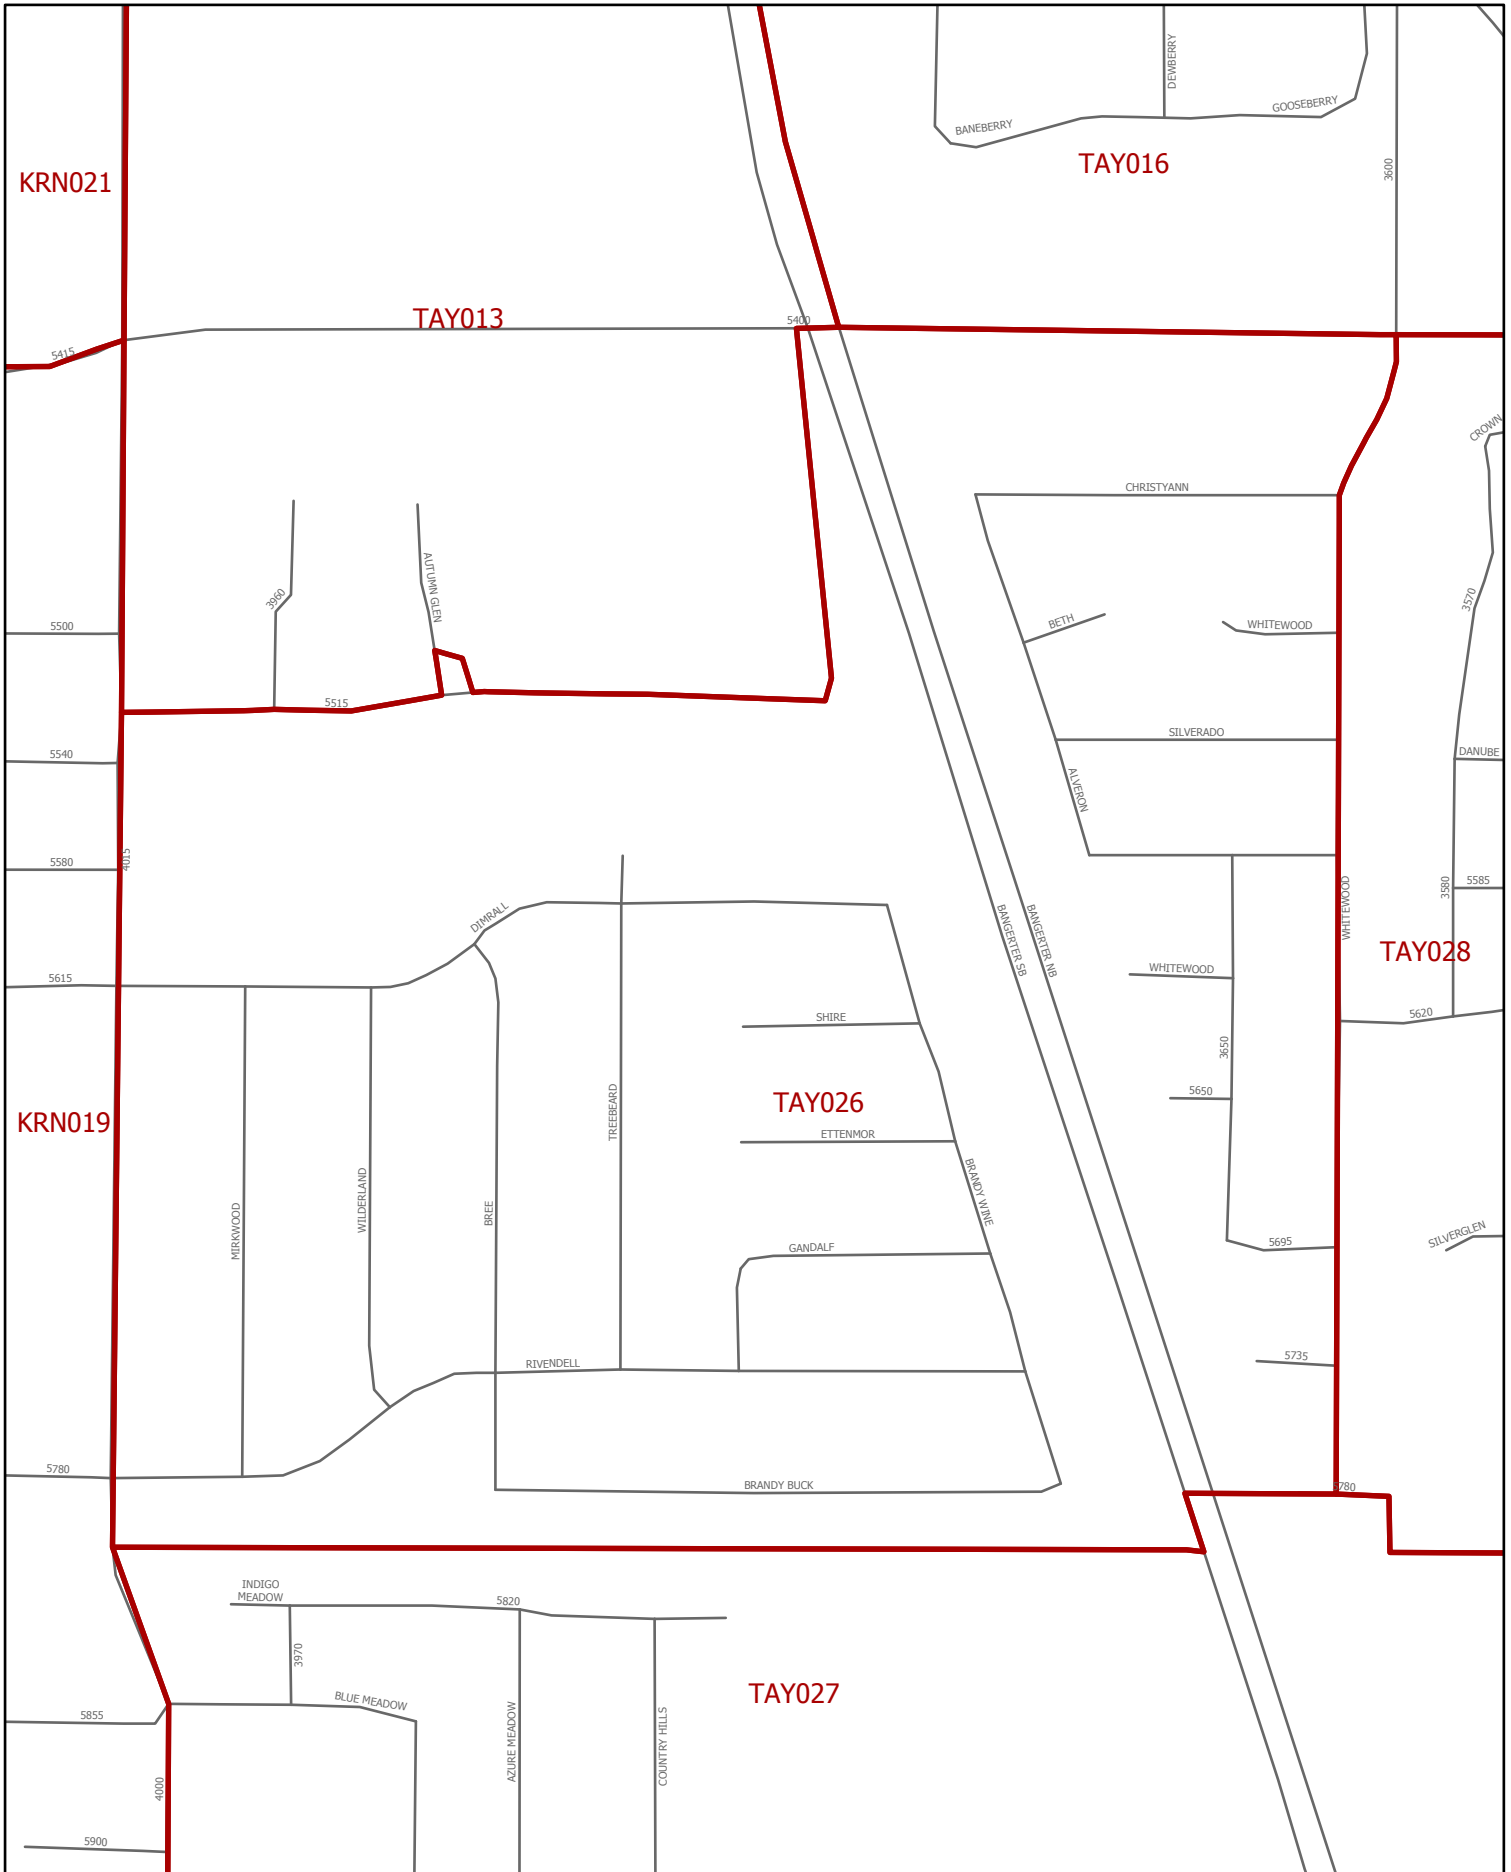 DEWBERRY
GOOSEBERRY
BANEBERRY
TAY016
3600
KRN021
TAY013
5400
5415
CROWN
CHRISTYANN
AUTUMN GLEN
3960
3570
BETH
WHITEWOOD
5500
5515
SILVERADO
5540
DANUBE
ALVERON
5580
4015
3580
5585
WHITEWOOD
DIMRALL
BANGERTER SB
BANGERTER NB
TAY028
WHITEWOOD
5615
SHIRE
5620
3650
5650
TREEBEARD
TAY026
KRN019
ETTENMOR
WILDERLAND
BRANDY WINE
BREE
MIRKWOOD
GANDALF
5695
SILVERGLEN
RIVENDELL
5735
5780
BRANDY BUCK
5780
INDIGO
MEADOW
5820
3970
BLUE MEADOW
TAY027
5855
AZURE MEADOW
COUNTRY HILLS
4000
5900